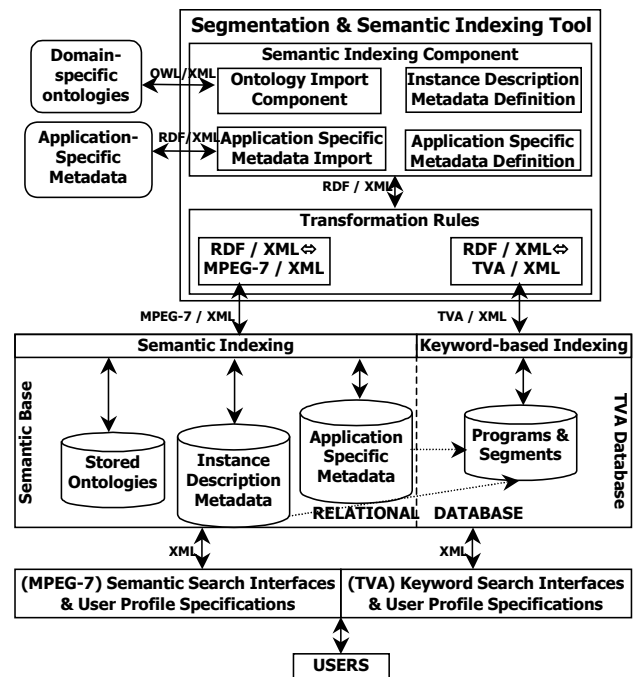 Segmentation & Semantic Indexing Tool
Semantic Indexing Component
Domain-
specific
ontologies
OWL/XML
Ontology Import
Component
Instance Description
Metadata Definition
Application-
Specific
Metadata
RDF/XML
Application Specific
Metadata Import
Application Specific
Metadata Definition
RDF / XML
Transformation Rules
RDF / XML⇔
MPEG-7 / XML
RDF / XML⇔
TVA / XML
MPEG-7 / XML
TVA / XML
Semantic Indexing
Keyword-based Indexing
Semantic Base
Stored
Ontologies
Instance
Description
Metadata
Application
Specific
Metadata
Programs &
Segments
TVA Database
RELATIONAL DATABASE
XML
XML
(MPEG-7) Semantic Search Interfaces
& User Profile Specifications
(TVA) Keyword Search Interfaces
& User Profile Specifications
USERS